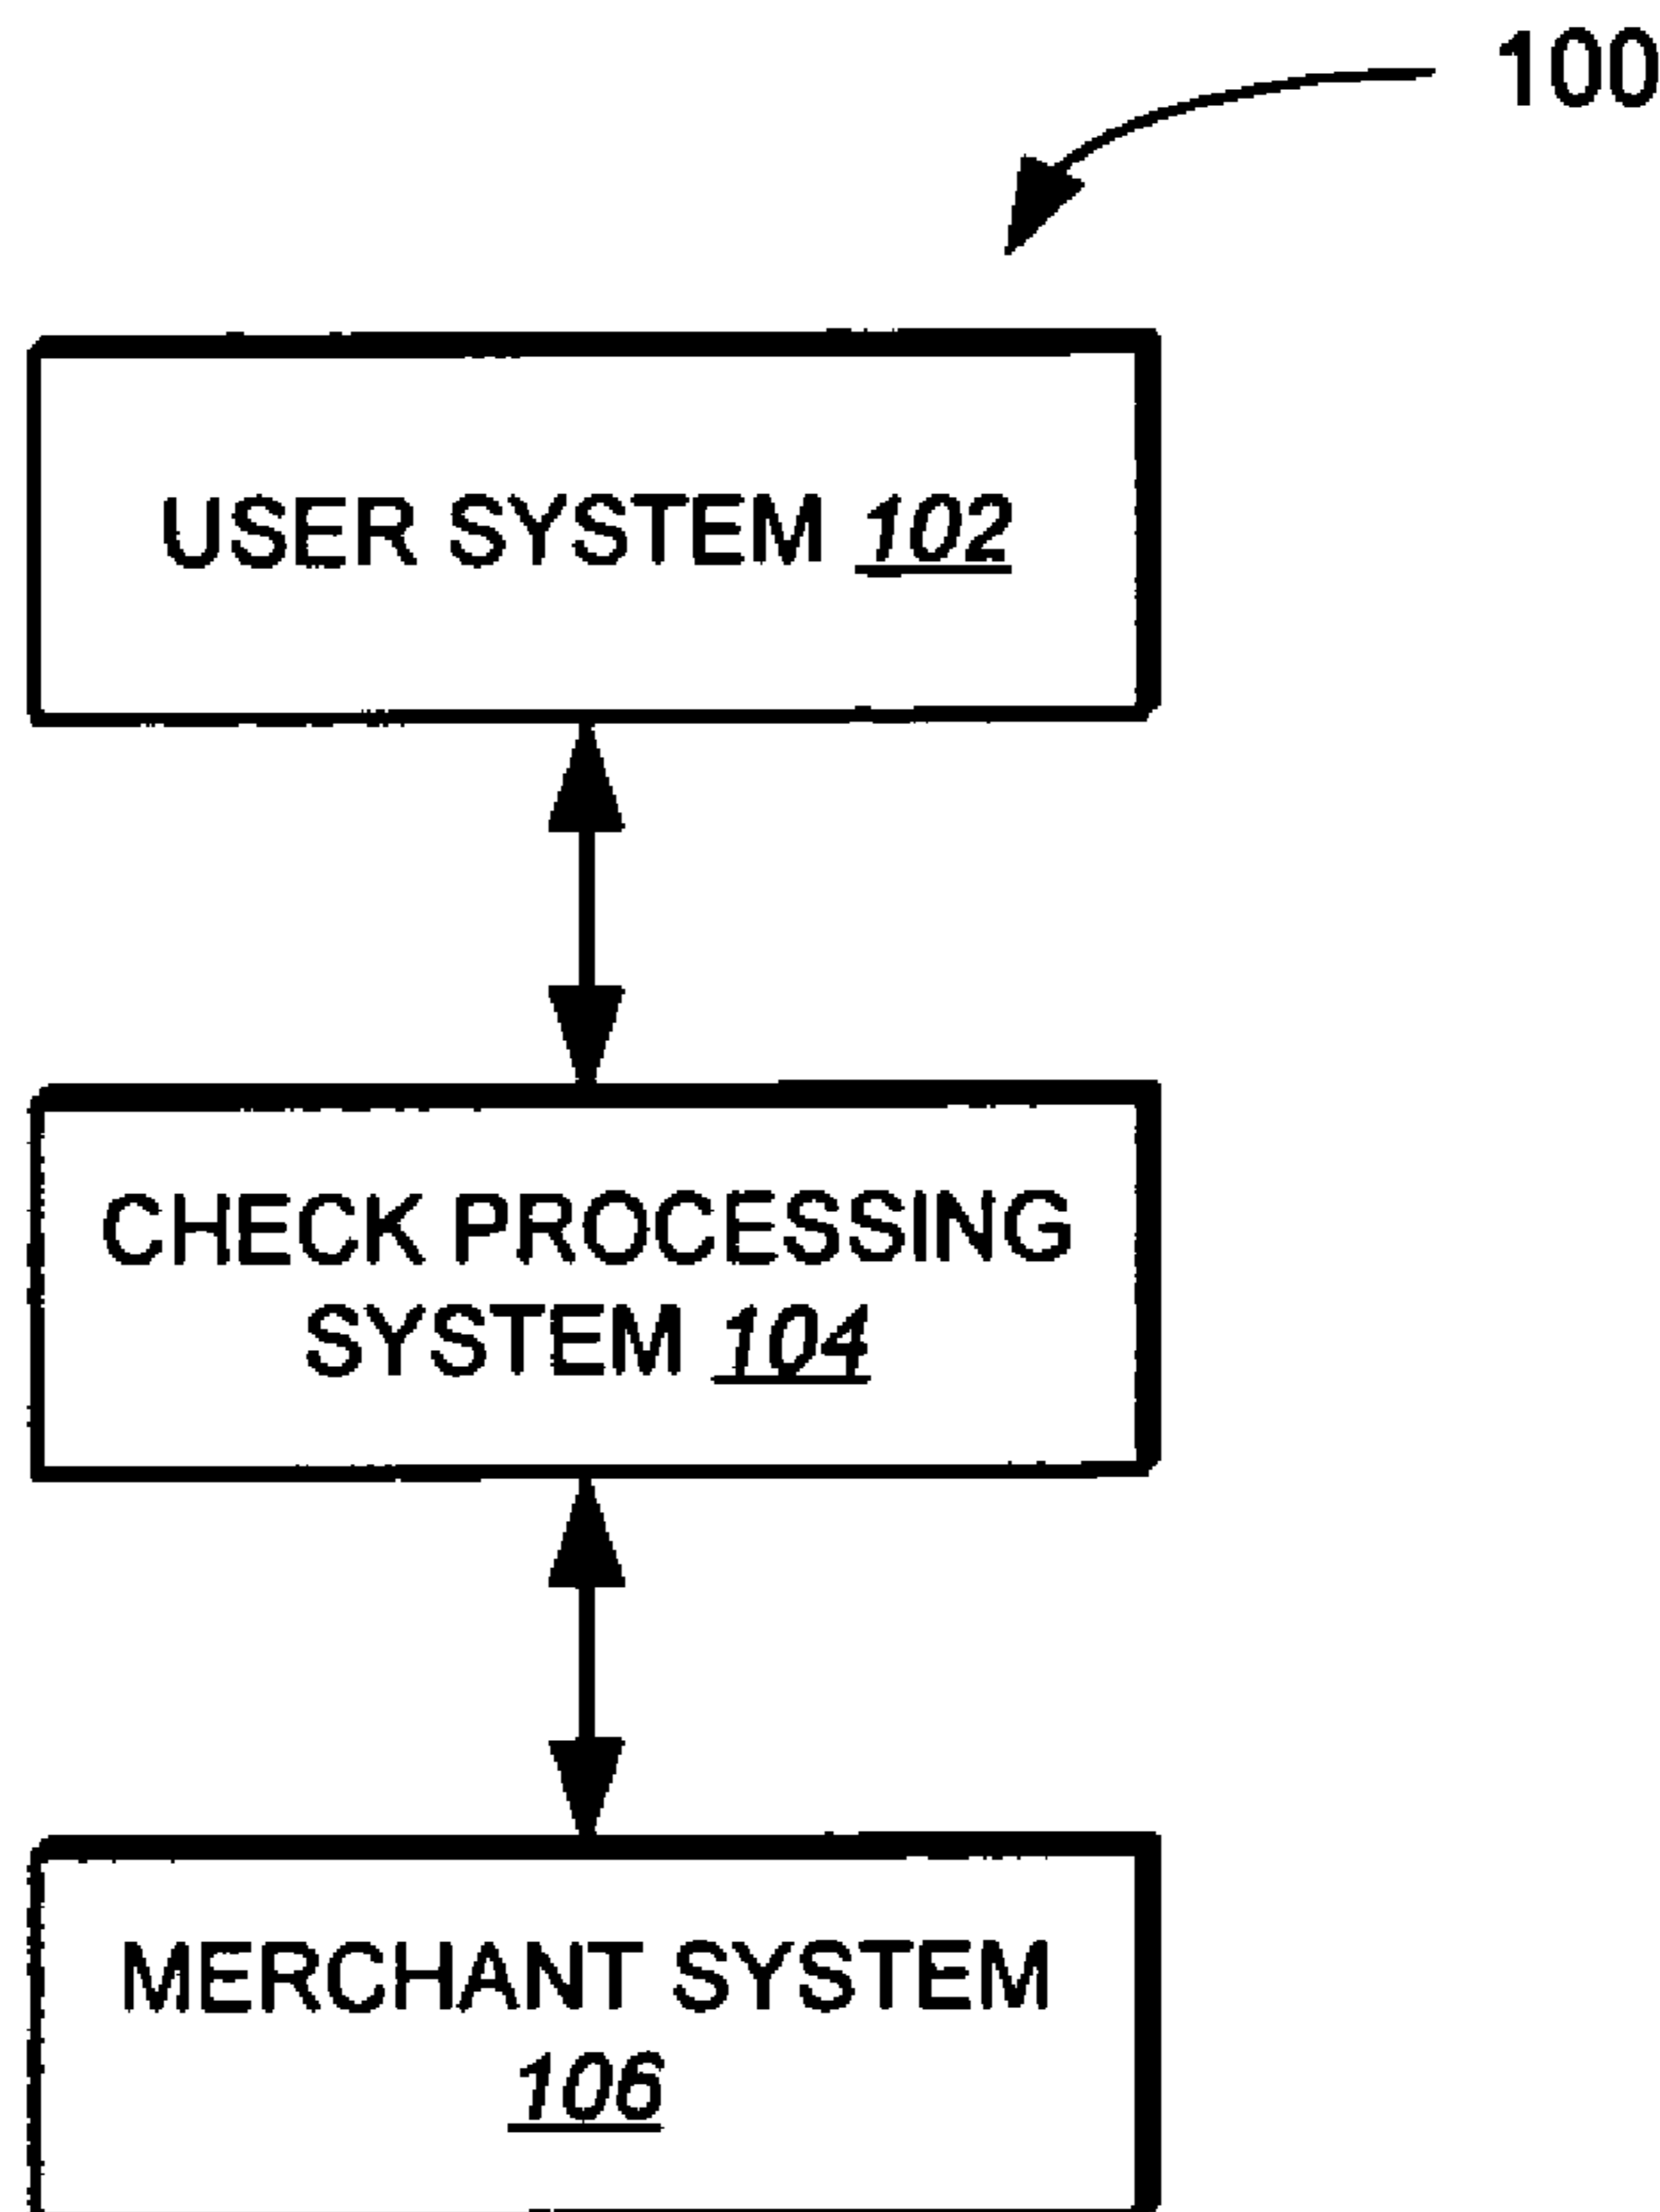 100
USER SYSTEM 102
CHECK PROCESSING
SYSTEM 104
MERCHANT SYSTEM
106